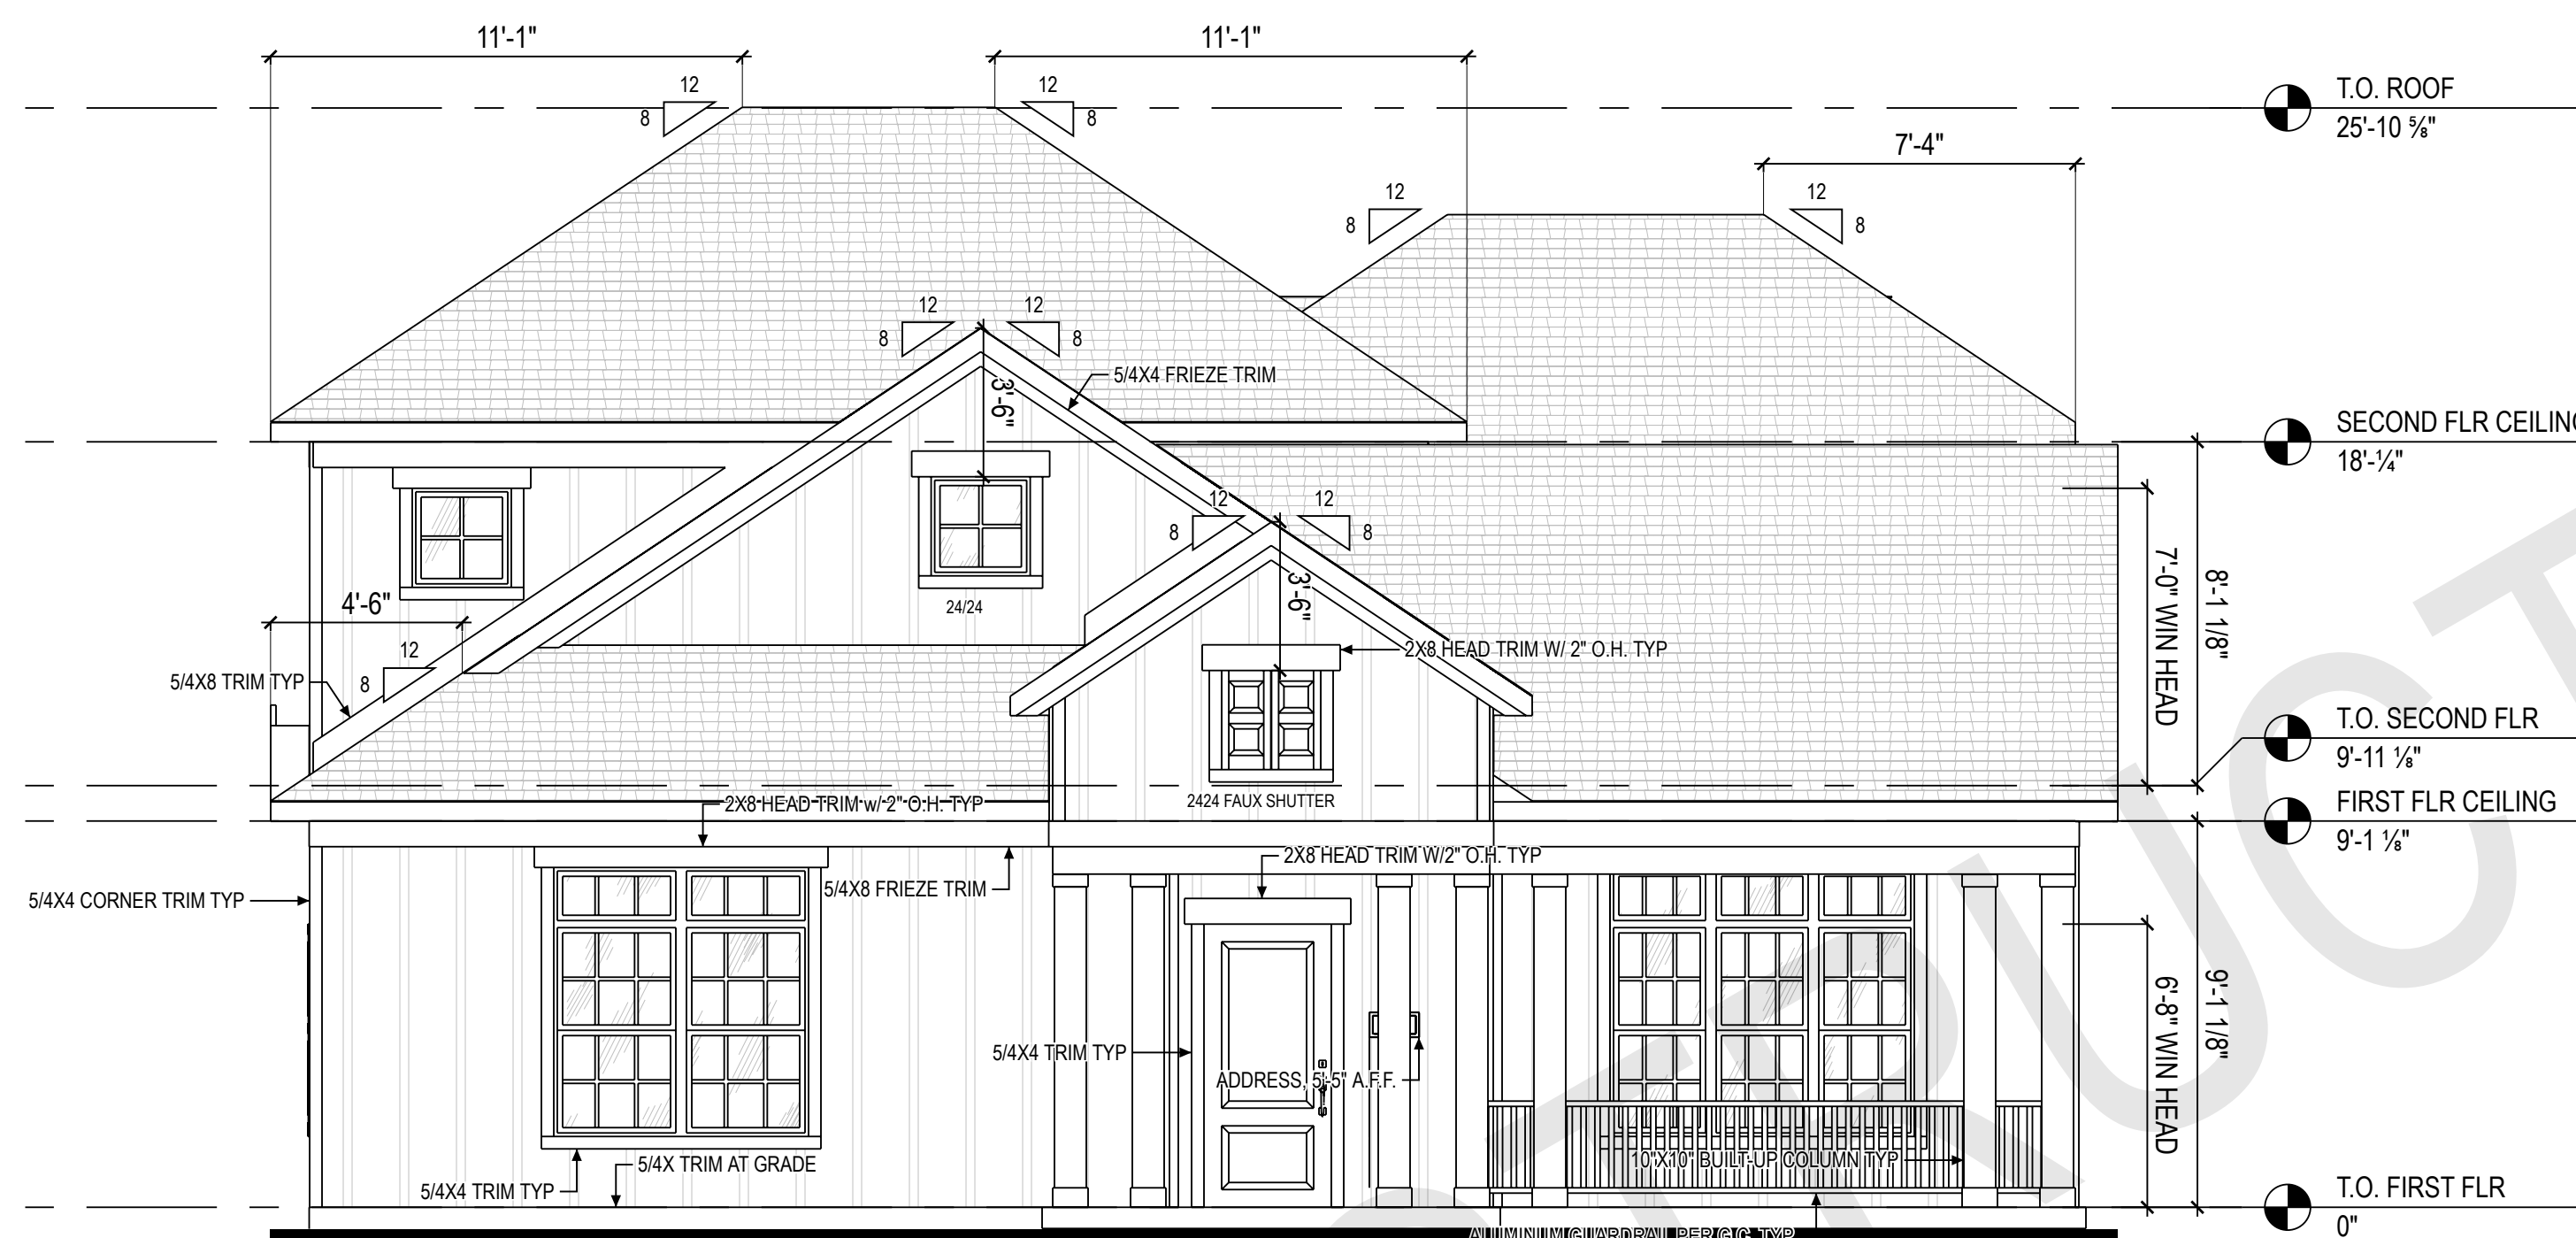 11'-1"
11'-1"
12
8
12
8
T.O. ROOF
25'-10 ⅝"
7'-4"
12
8
12
8
12
8
12
8
5/4X4 FRIEZE TRIM
3'-6"
SECOND FLR CEILING
18'-¼"
12
8
12
8
3'-6"
4'-6"
24/24
12
8
5/4X8 TRIM TYP
2X8 HEAD TRIM W/ 2" O.H. TYP
7'-0" WIN HEAD
8'-1 1/8"
T.O. SECOND FLR
9'-11 ⅛"
2X8 HEAD TRIM w/ 2" O.H. TYP
2424 FAUX SHUTTER
FIRST FLR CEILING
9'-1 ⅛"
2X8 HEAD TRIM W/2" O.H. TYP
5/4X8 FRIEZE TRIM
5/4X4 CORNER TRIM TYP
5/4X4 TRIM TYP
ADDRESS, 5'-5" A.F.F.
6'-8" WIN HEAD
9'-1 1/8"
5/4X TRIM AT GRADE
10"X10" BUILT-UP COLUMN TYP
5/4X4 TRIM TYP
T.O. FIRST FLR
0"
ALUMINUM GUARDRAIL PER G.C. TYP
TRUCT